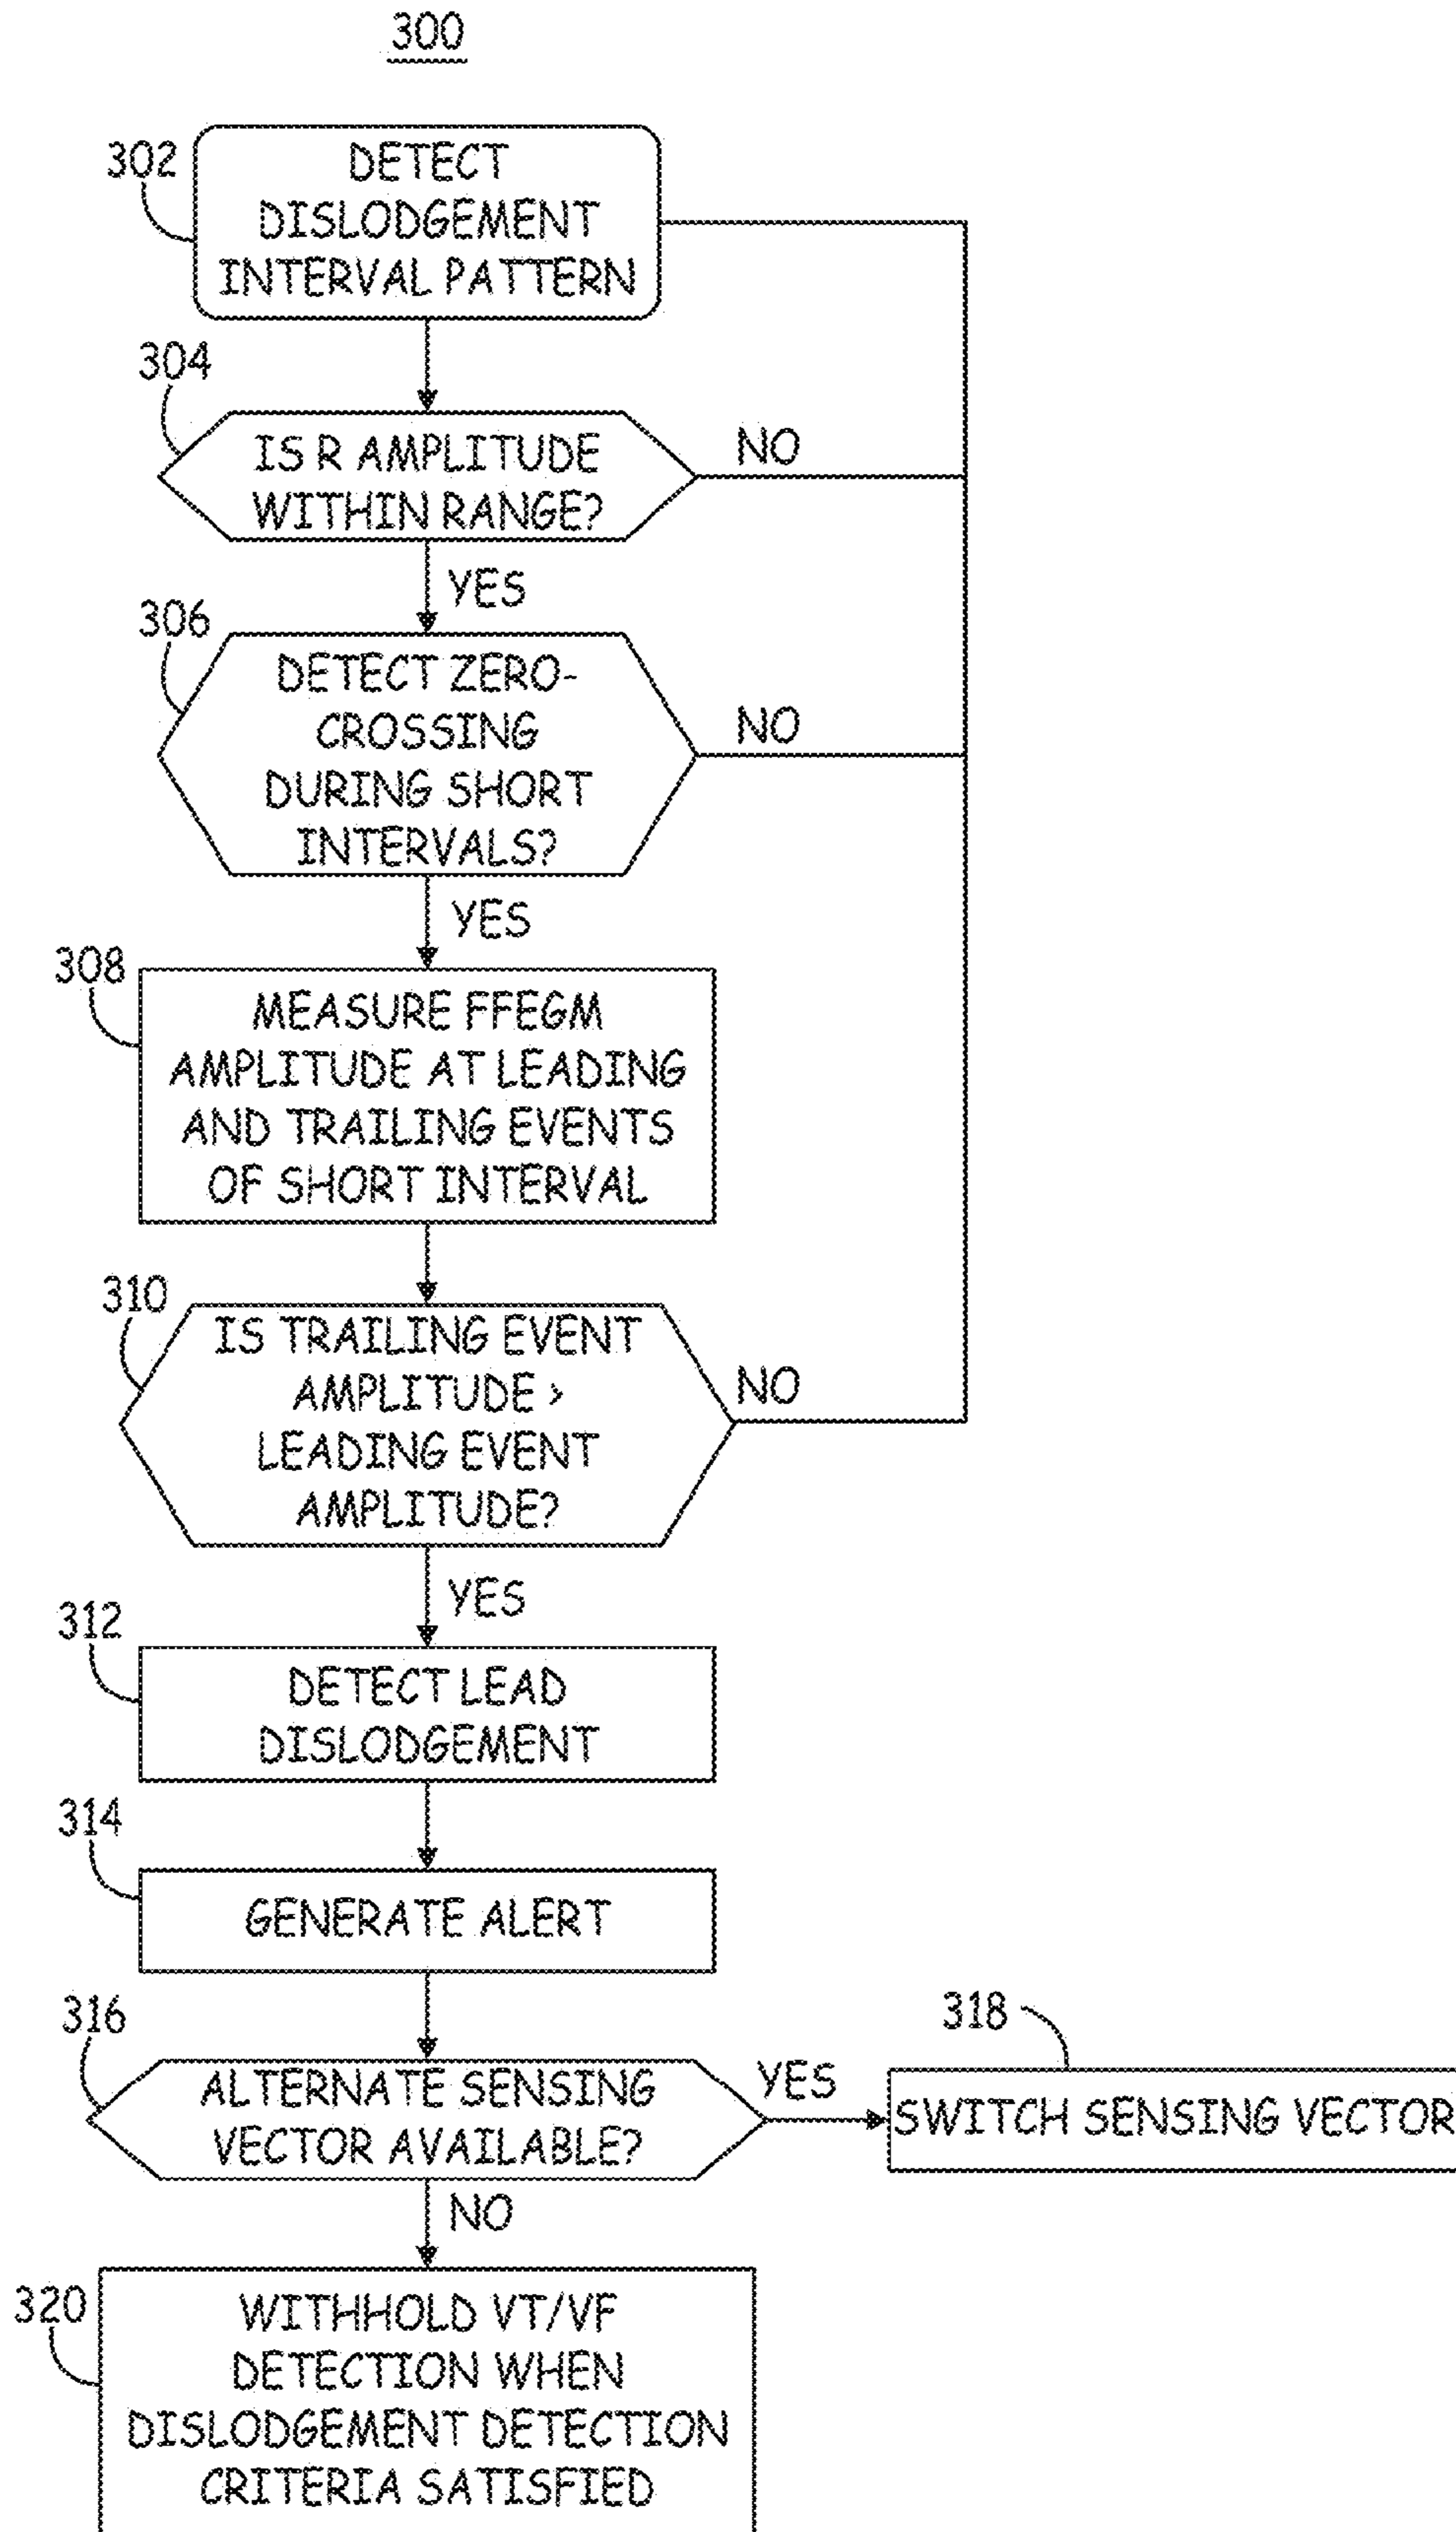 300
302
DETECT
DISLODGEMENT
INTERVAL PATTERN
304
IS R AMPLITUDE
WITHIN RANGE?
NO
YES
306
DETECT ZERO-
CROSSING
DURING SHORT
INTERVALS?
NO
YES
308
MEASURE FFEGM
AMPLITUDE AT LEADING
AND TRAILING EVENTS
OF SHORT INTERVAL
310
IS TRAILING EVENT
AMPLITUDE >
LEADING EVENT
AMPLITUDE?
NO
YES
312
DETECT LEAD
DISLODGEMENT
314
GENERATE ALERT
316
ALTERNATE SENSING
VECTOR AVAILABLE?
YES
318
SWITCH SENSING VECTOR
NO
320
WITHHOLD VT/VF
DETECTION WHEN
DISLODGEMENT DETECTION
CRITERIA SATISFIED